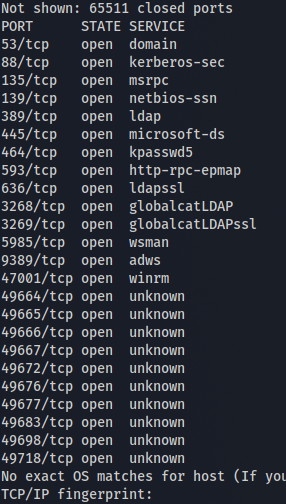 Not shown: 65511 closed ports
PORT STATE SERVICE
53/tcp open domain
88/tcp open kerberos-sec
135/tcp open msrpc
139/tcp open netbios-ssn
389/tcp open ldap
445/tcp open microsoft-ds
464/tcp open kpasswd5
593/tcp open http-rpc-epmap
636/tcp open ldapssl
3268/tcp open globalcatLDAP
3269/tcp open globalcatLDAPssl
5985/tcp open wsman
9389/tcp open adws
47001/tcp open winrm
49664/tcp open unknown
49665/tcp open unknown
49666/tcp open unknown
49667/tcp open unknown
49672/tcp open unknown
49676/tcp open unknown
49677/tcp open unknown
49683/tcp open unknown
49698/tcp open unknown
49718/tcp open unknown
No exact OS matches for host (If you
TCP/IP fingerprint: